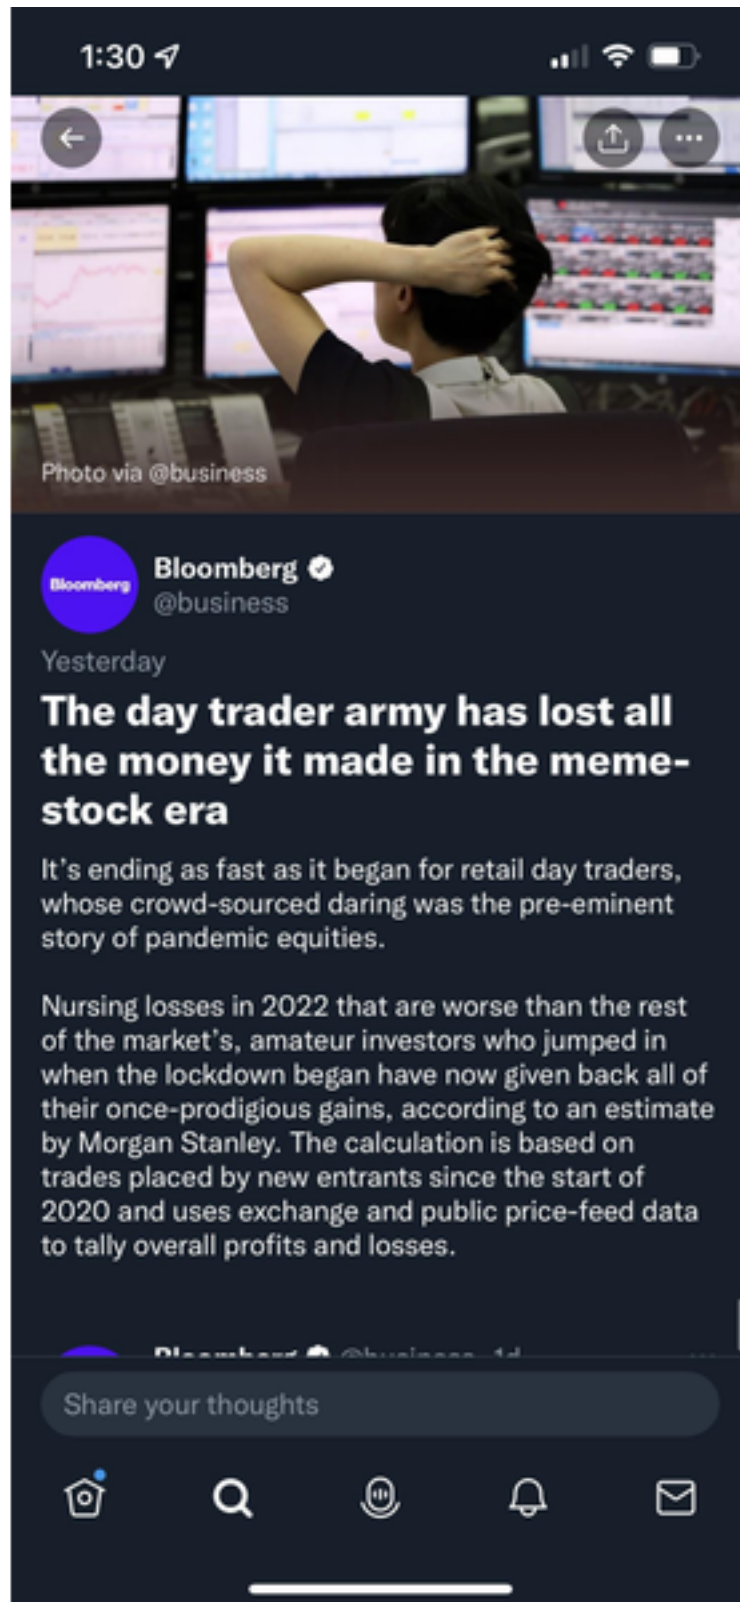 1:30
Photo via @business
Bloomberg
Bloomberg
@business
Yesterday
The day trader army has lost all
the money it made in the meme-
stock era
It's ending as fast as it began for retail day traders,
whose crowd-sourced daring was the pre-eminent
story of pandemic equities.
Nursing losses in 2022 that are worse than the rest
of the market's, amateur investors who jumped in
when the lockdown began have now given back all of
their once-prodigious gains, according to an estimate
by Morgan Stanley. The calculation is based on
trades placed by new entrants since the start of
2020 and uses exchange and public price-feed data
to tally overall profits and losses.
Bloomberg @business 1d
Share your thoughts